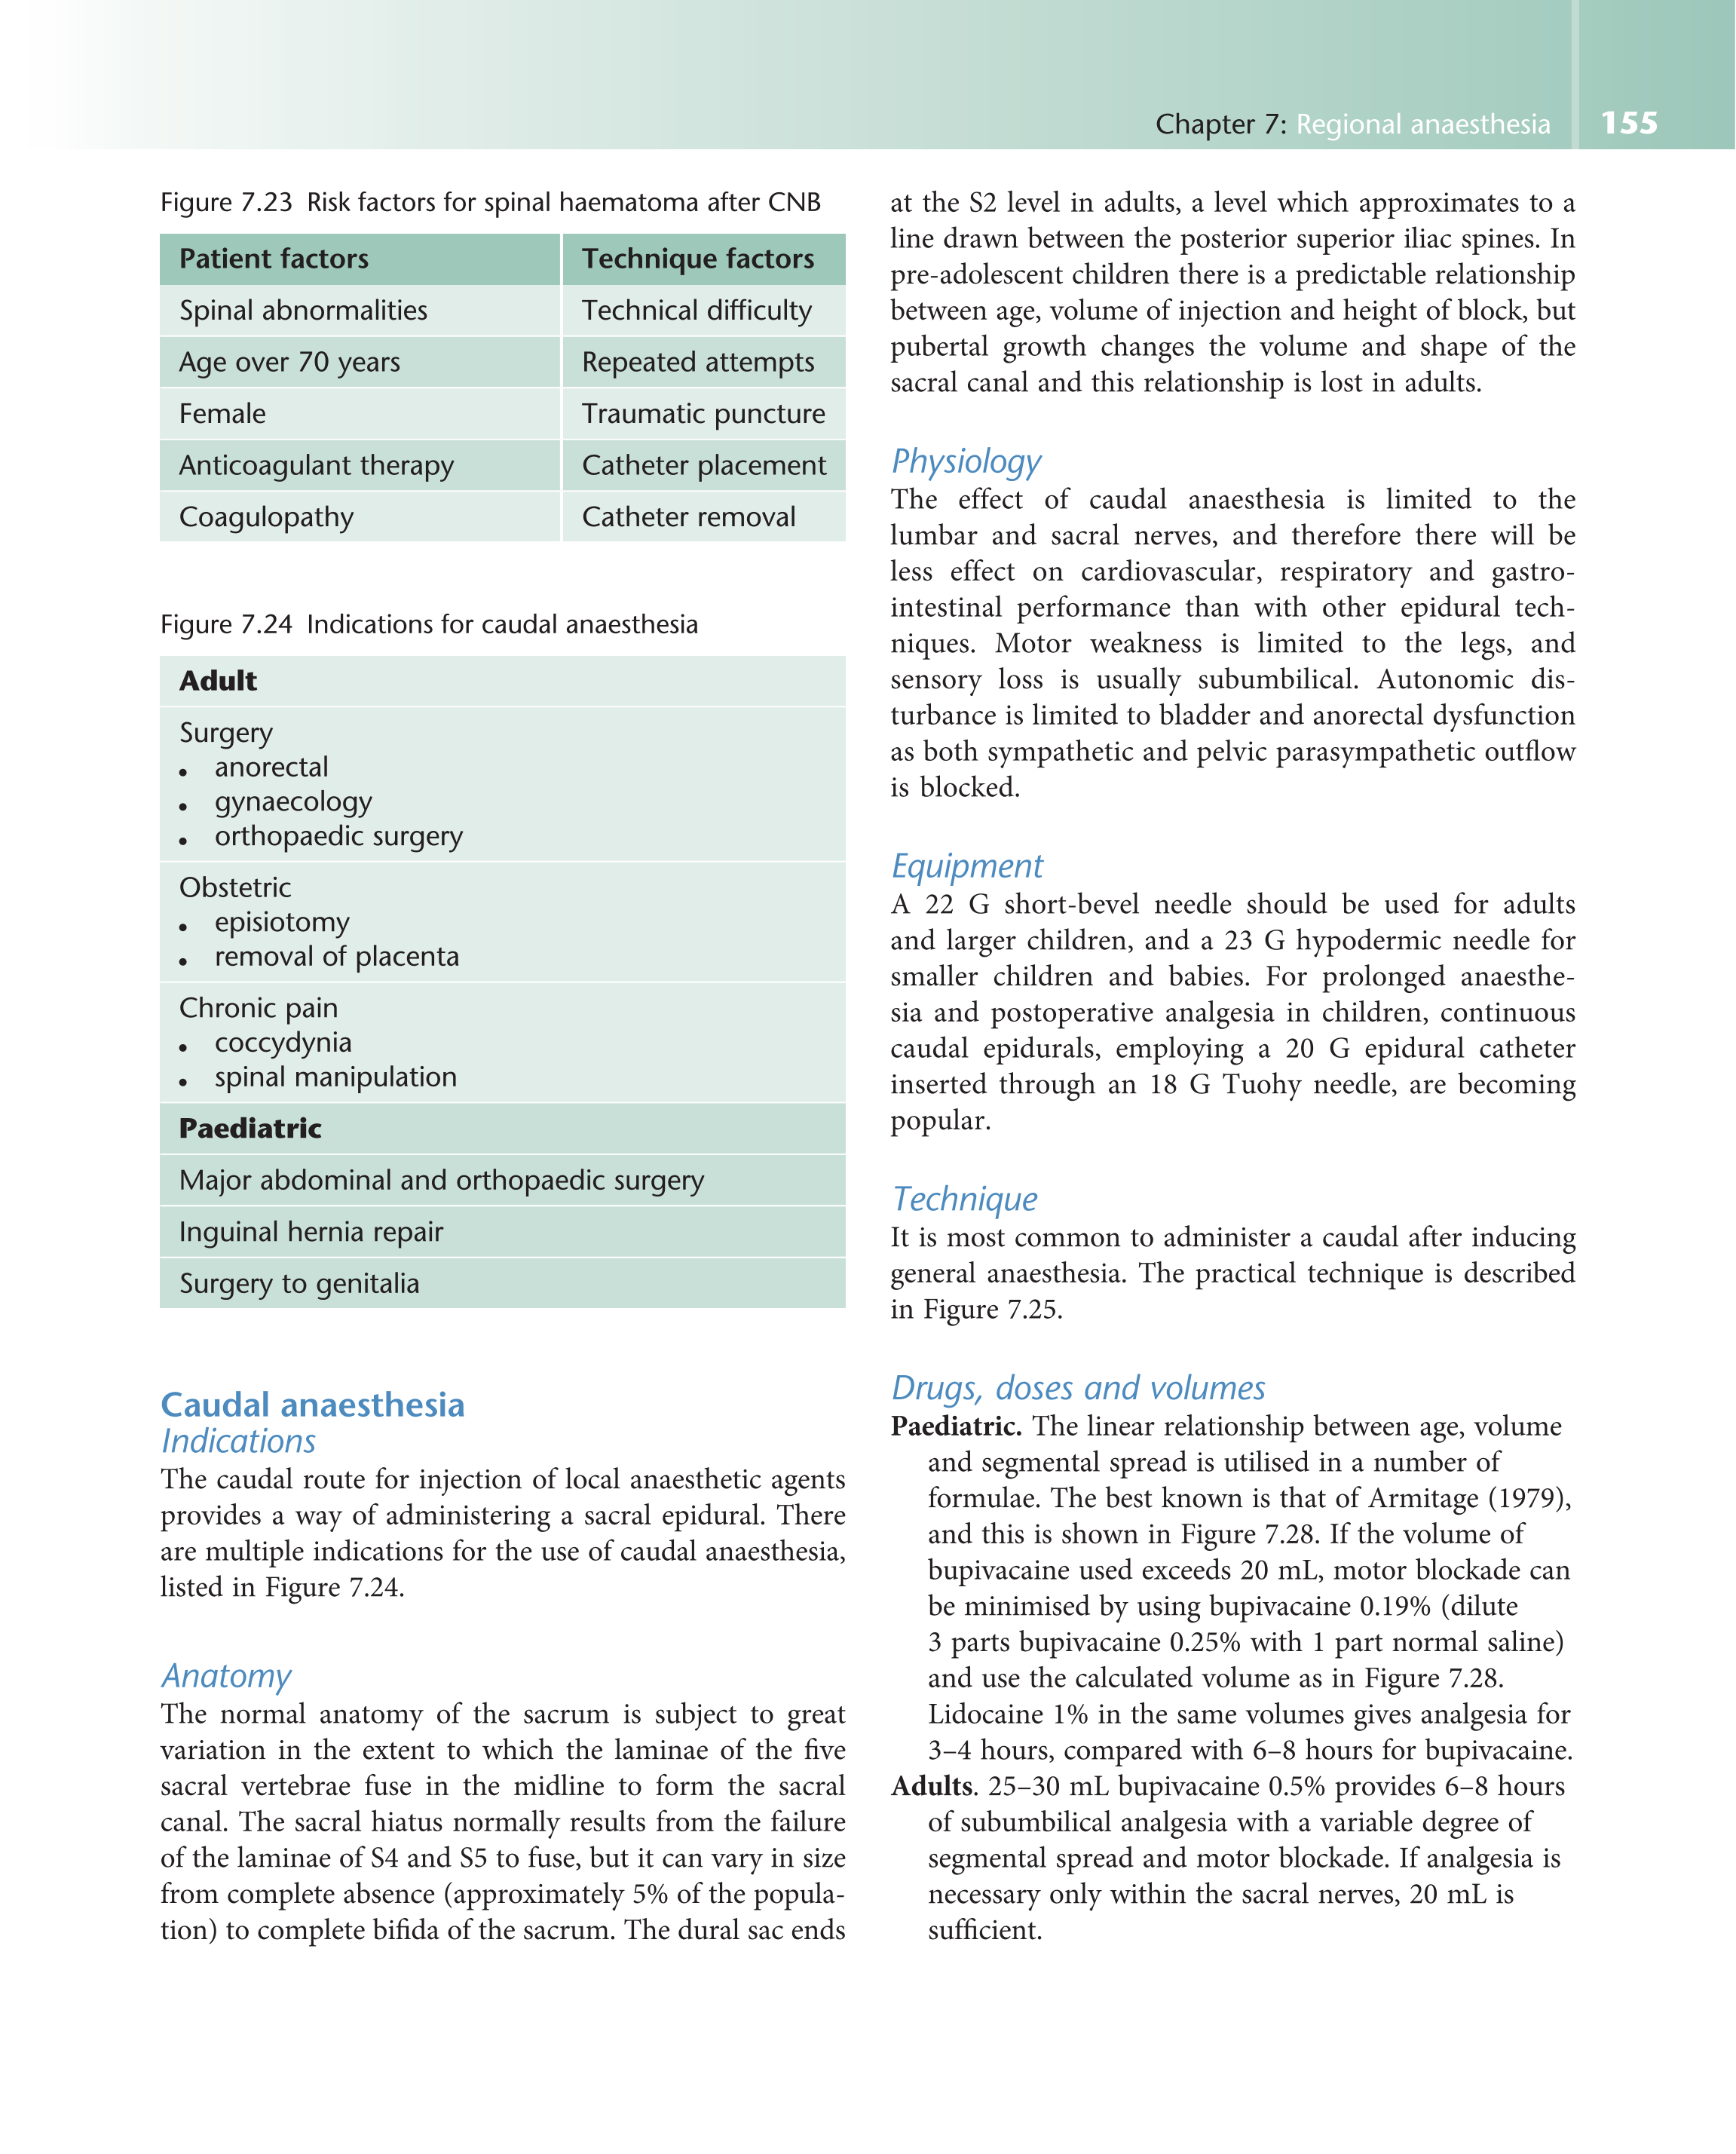 Chapter 7: Regional anaesthesia 155
Figure 7.23 Risk factors for spinal haematoma after CNB
Patient factors Technique factors
Spinal abnormalities Technical difficulty
Age over 70 years Repeated attempts
Female Traumatic puncture
Anticoagulant therapy Catheter placement
Coagulopathy Catheter removal
Figure 7.24 Indications for caudal anaesthesia
Adult
Surgery
• anorectal
• gynaecology
• orthopaedic surgery
Obstetric
• episiotomy
• removal of placenta
Chronic pain
• coccydynia
• spinal manipulation
Paediatric
Major abdominal and orthopaedic surgery
Inguinal hernia repair
Surgery to genitalia
Caudal anaesthesia
Indications
The caudal route for injection of local anaesthetic agents
provides a way of administering a sacral epidural. There
are multiple indications for the use of caudal anaesthesia,
listed in Figure 7.24.
Anatomy
The normal anatomy of the sacrum is subject to great
variation in the extent to which the laminae of the five
sacral vertebrae fuse in the midline to form the sacral
canal. The sacral hiatus normally results from the failure
of the laminae of S4 and S5 to fuse, but it can vary in size
from complete absence (approximately 5% of the popula-
tion) to complete bifida of the sacrum. The dural sac ends
at the S2 level in adults, a level which approximates to a
line drawn between the posterior superior iliac spines. In
pre-adolescent children there is a predictable relationship
between age, volume of injection and height of block, but
pubertal growth changes the volume and shape of the
sacral canal and this relationship is lost in adults.
Physiology
The effect of caudal anaesthesia is limited to the
lumbar and sacral nerves, and therefore there will be
less effect on cardiovascular, respiratory and gastro-
intestinal performance than with other epidural tech-
niques. Motor weakness is limited to the legs, and
sensory loss is usually subumbilical. Autonomic dis-
turbance is limited to bladder and anorectal dysfunction
as both sympathetic and pelvic parasympathetic outflow
is blocked.
Equipment
A 22 G short-bevel needle should be used for adults
and larger children, and a 23 G hypodermic needle for
smaller children and babies. For prolonged anaesthe-
sia and postoperative analgesia in children, continuous
caudal epidurals, employing a 20 G epidural catheter
inserted through an 18 G Tuohy needle, are becoming
popular.
Technique
It is most common to administer a caudal after inducing
general anaesthesia. The practical technique is described
in Figure 7.25.
Drugs, doses and volumes
Paediatric. The linear relationship between age, volume
and segmental spread is utilised in a number of
formulae. The best known is that of Armitage (1979),
and this is shown in Figure 7.28. If the volume of
bupivacaine used exceeds 20 mL, motor blockade can
be minimised by using bupivacaine 0.19% (dilute
3 parts bupivacaine 0.25% with 1 part normal saline)
and use the calculated volume as in Figure 7.28.
Lidocaine 1% in the same volumes gives analgesia for
3–4 hours, compared with 6–8 hours for bupivacaine.
Adults. 25–30 mL bupivacaine 0.5% provides 6–8 hours
of subumbilical analgesia with a variable degree of
segmental spread and motor blockade. If analgesia is
necessary only within the sacral nerves, 20 mL is
sufficient.